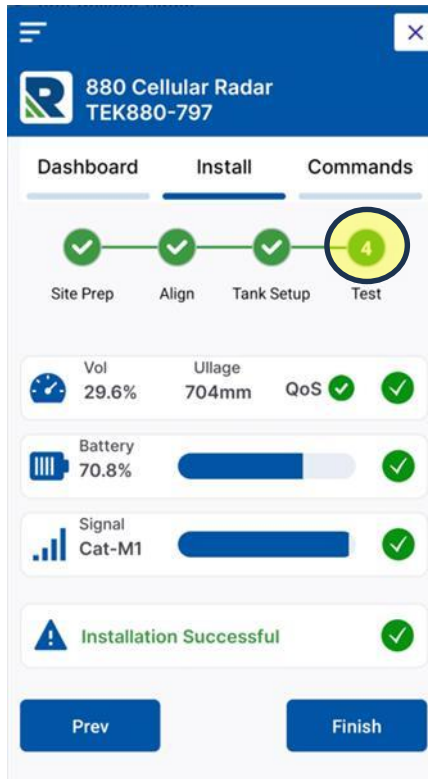 880 Cellular Radar
TEK880-797
Dashboard Install Commands
4
Site Prep Align Tank Setup Test
Vol Ullage
29.6% 704mm QoS
Battery
70.8%
Signal
Cat-M1
Installation Successful
Prev Finish